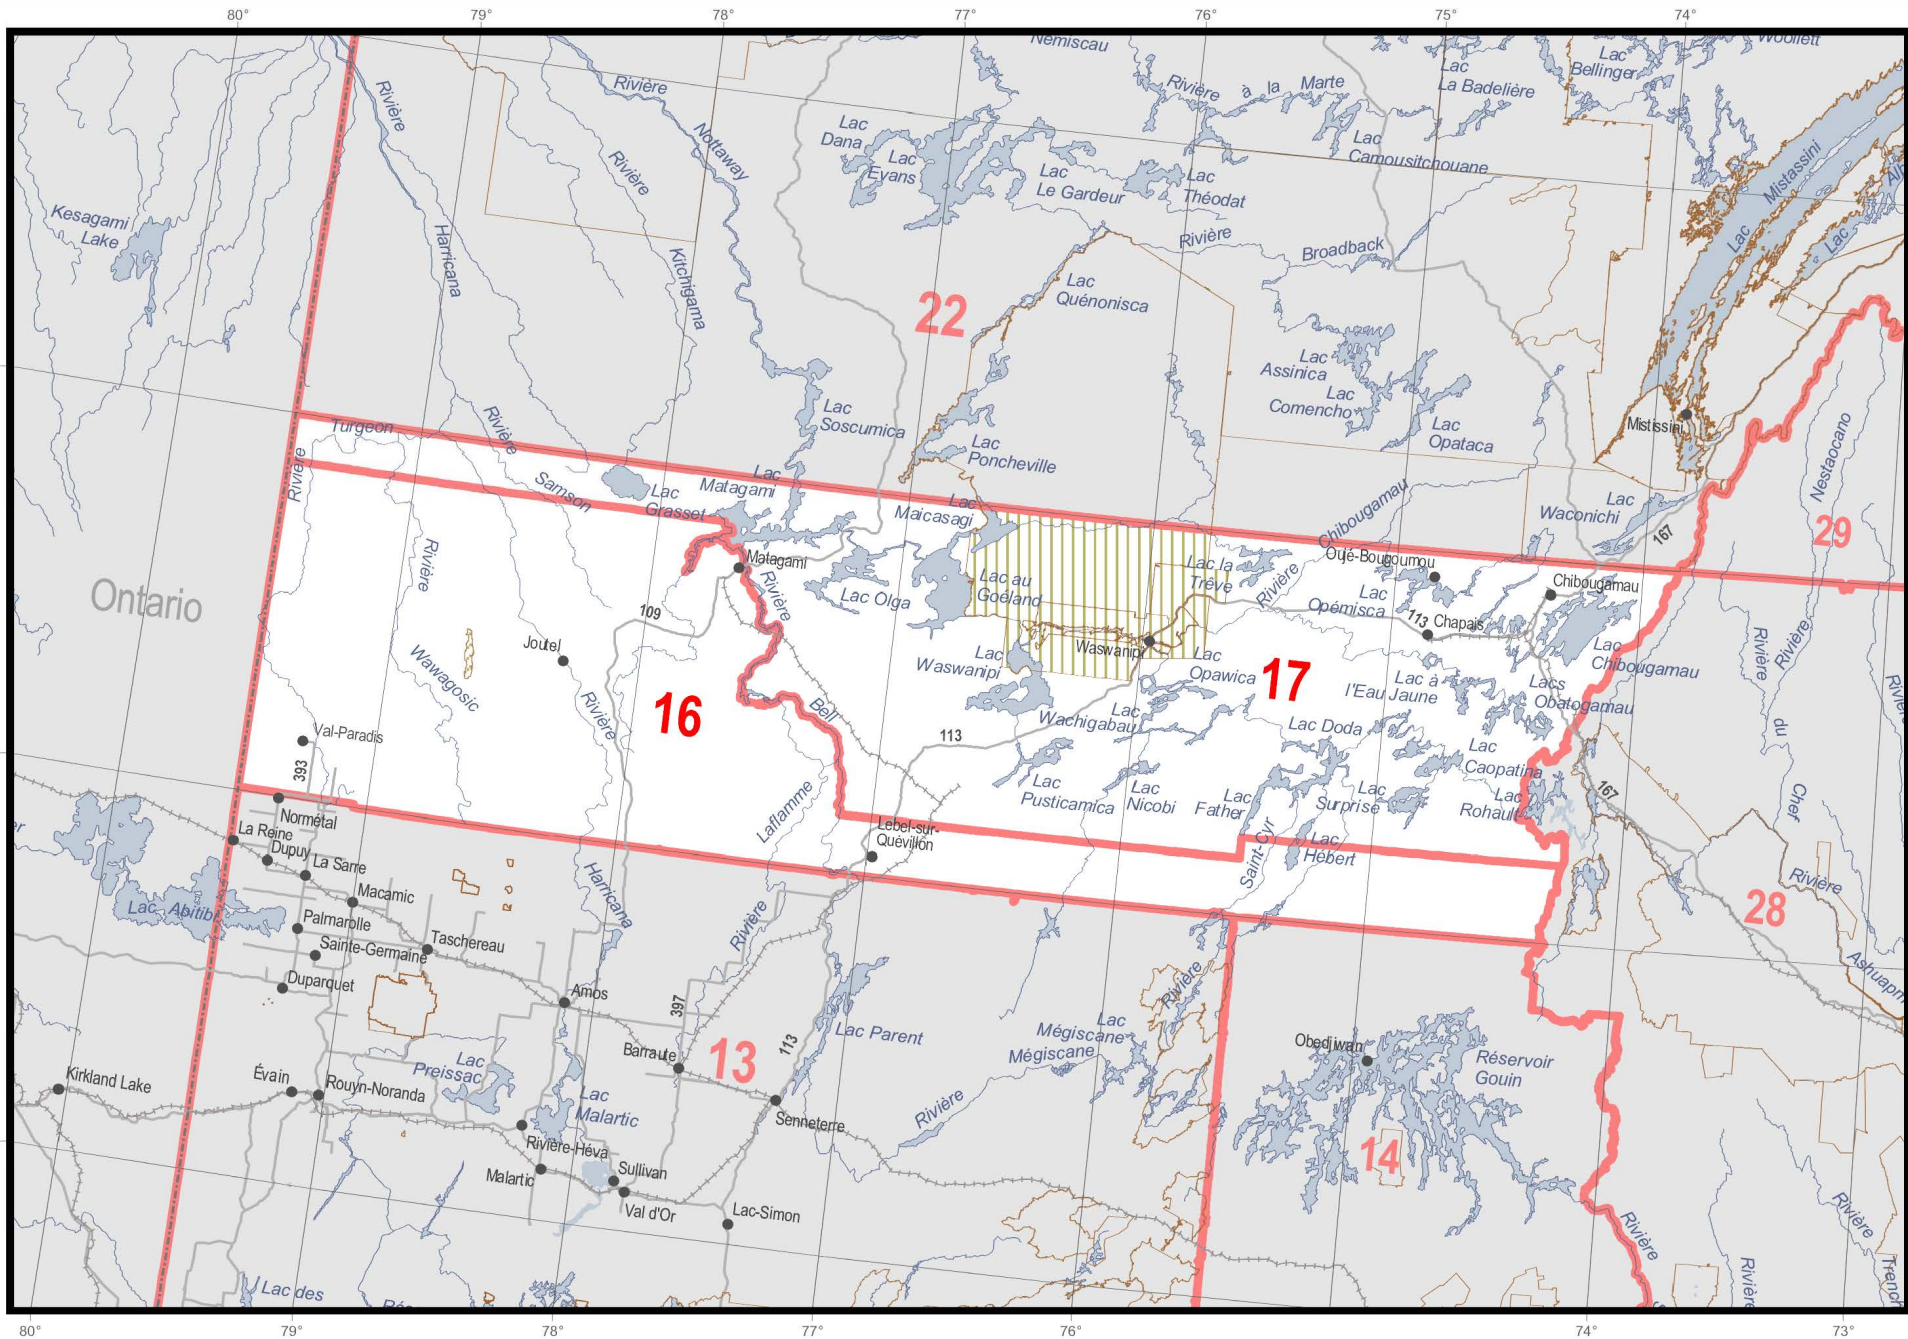 80°
79°
78°
77°
76°
75°
74°
Nemiscau
Woollett
Lac
Bellinger
Lac
La Badelière
Rivière
à
la
Marte
Rivière
Rivière
Nottaway
Lac
Dana
Lac
Evans
Lac
Le Gardeur
Lac
Théodat
Lac
Camousitchouane
Mistassini
Lac
Lac
Kesagami
Lake
Harricana
Rivière
Kitchigama
Rivière
Broadback
Lac
Quénonisca
22
Lac
Assinica
Lac
Comencho
Lac
Opataca
Lac
Soscumica
Lac
Poncheville
Mistissini
Nestaocano
29
Turgeon
Rivière
Rivière
Samson
Lac
Grasset
Lac
Matagami
Lac
Maicasagi
Chibougamau
Lac
Waconichi
167
Ontario
Rivière
Wawagosic
Matagami
Rivière
Lac Olga
Lac au
Goéland
Lac la
Trêve
Rivière
Oujé-Bougoumou
Lac
Opémisca
113
Chapais
Chibougamau
Lac
Chibougamau
109
Joutel
Rivière
16
Lac
Waswanipi
Waswanipi
Lac
Opawica
17
Lac à
l'Eau Jaune
Lacs
Obatogamau
Rivière
du
Chef
Rivière
Val-Paradis
393
Bell
113
Lac
Wachigabau
Lac Doda
Lac
Caopatina
Lac
Pusticamica
Lac
Nicobi
Lac
Father
Lac
Surprise
Lac
Rohault
167
Laflamme
Normétal
La Reine
Dupuy
La Sarre
Macamic
Lebel-sur-
Quévillon
Saint-Cyr
Lac
Hébert
Lac Abitibi
Palmarolle
Sainte-Germaine
Taschereau
Duparquet
Harricana
Rivière
28
Rivière
Amos
397
Lac Parent
113
Rivière
Lac
Mégiscane
Mégiscane
Obedjiwan
Réservoir
Gouin
Kirkland Lake
Évain
Rouyn-Noranda
Lac
Preissac
Barraute
13
Lac
Malartic
Senneterre
Rivière
14
Rivière-Héva
Malartic
Sullivan
Val d'Or
Lac-Simon
Rivière
Rivière
Rivière
Lac des
80°
79°
78°
77°
76°
75°
74°
73°